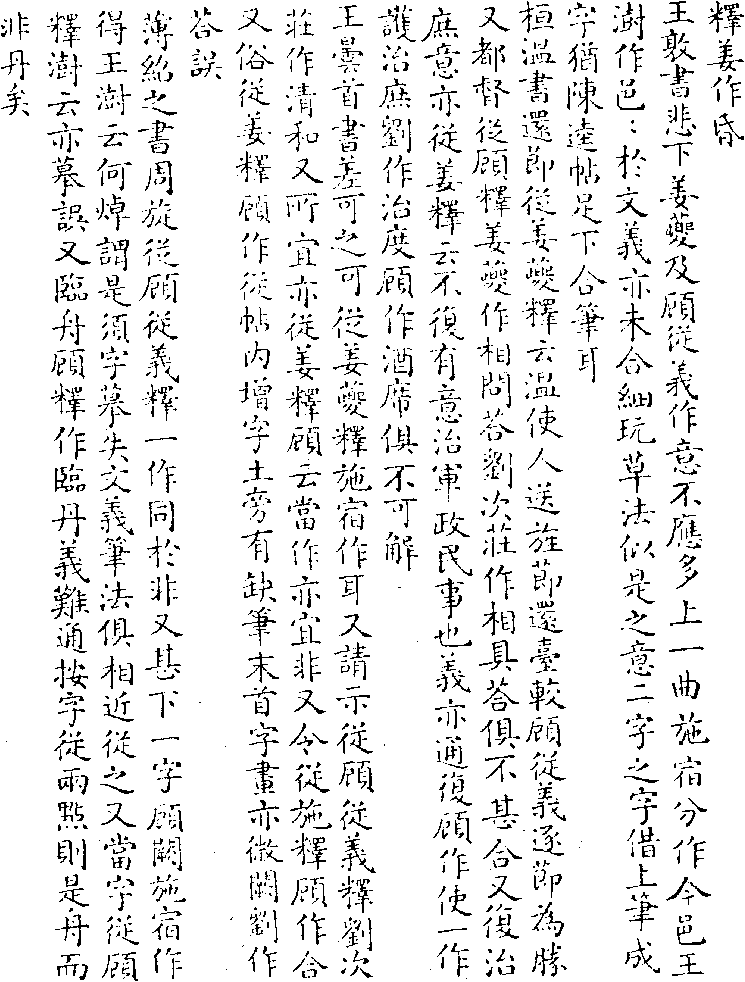 釋姜作昏
王敦書悲下姜夔及顧從義作意不應多上一曲施宿分作今邑王
澍作邑〻於文義亦未合細玩草法似是之意二字之字借上筆成
字猶陳逵帖足下合筆耳
桓溫書還節從姜夔釋云溫使人送旌節還臺較顧從義逐節為勝
又都督從顧釋姜夔作相問荅劉次莊作相具荅俱不甚合又復治
庶意亦從姜釋云不復有意治軍政民事也義亦通復顧作使一作
護治庶劉作治度顧作酒席俱不可解
王曇首書差可之可從姜夔釋施宿作耳又請示從顧從義釋劉次
莊作清和又所宜亦從姜釋顧云當作亦宜非又令從施釋顧作合
又俗從姜釋顧作從帖內增字土旁有缺筆末首字畫亦微闕劉作
荅誤
薄紹之書周旋從顧從義釋一作同於非又甚下一字顧闕施宿作
得王澍云何焯謂是須字摹失文義筆法俱相近從之又當字從顧
釋澍云亦摹誤又臨舟顧釋作臨丹義難通按字從兩點則是舟而
非丹矣